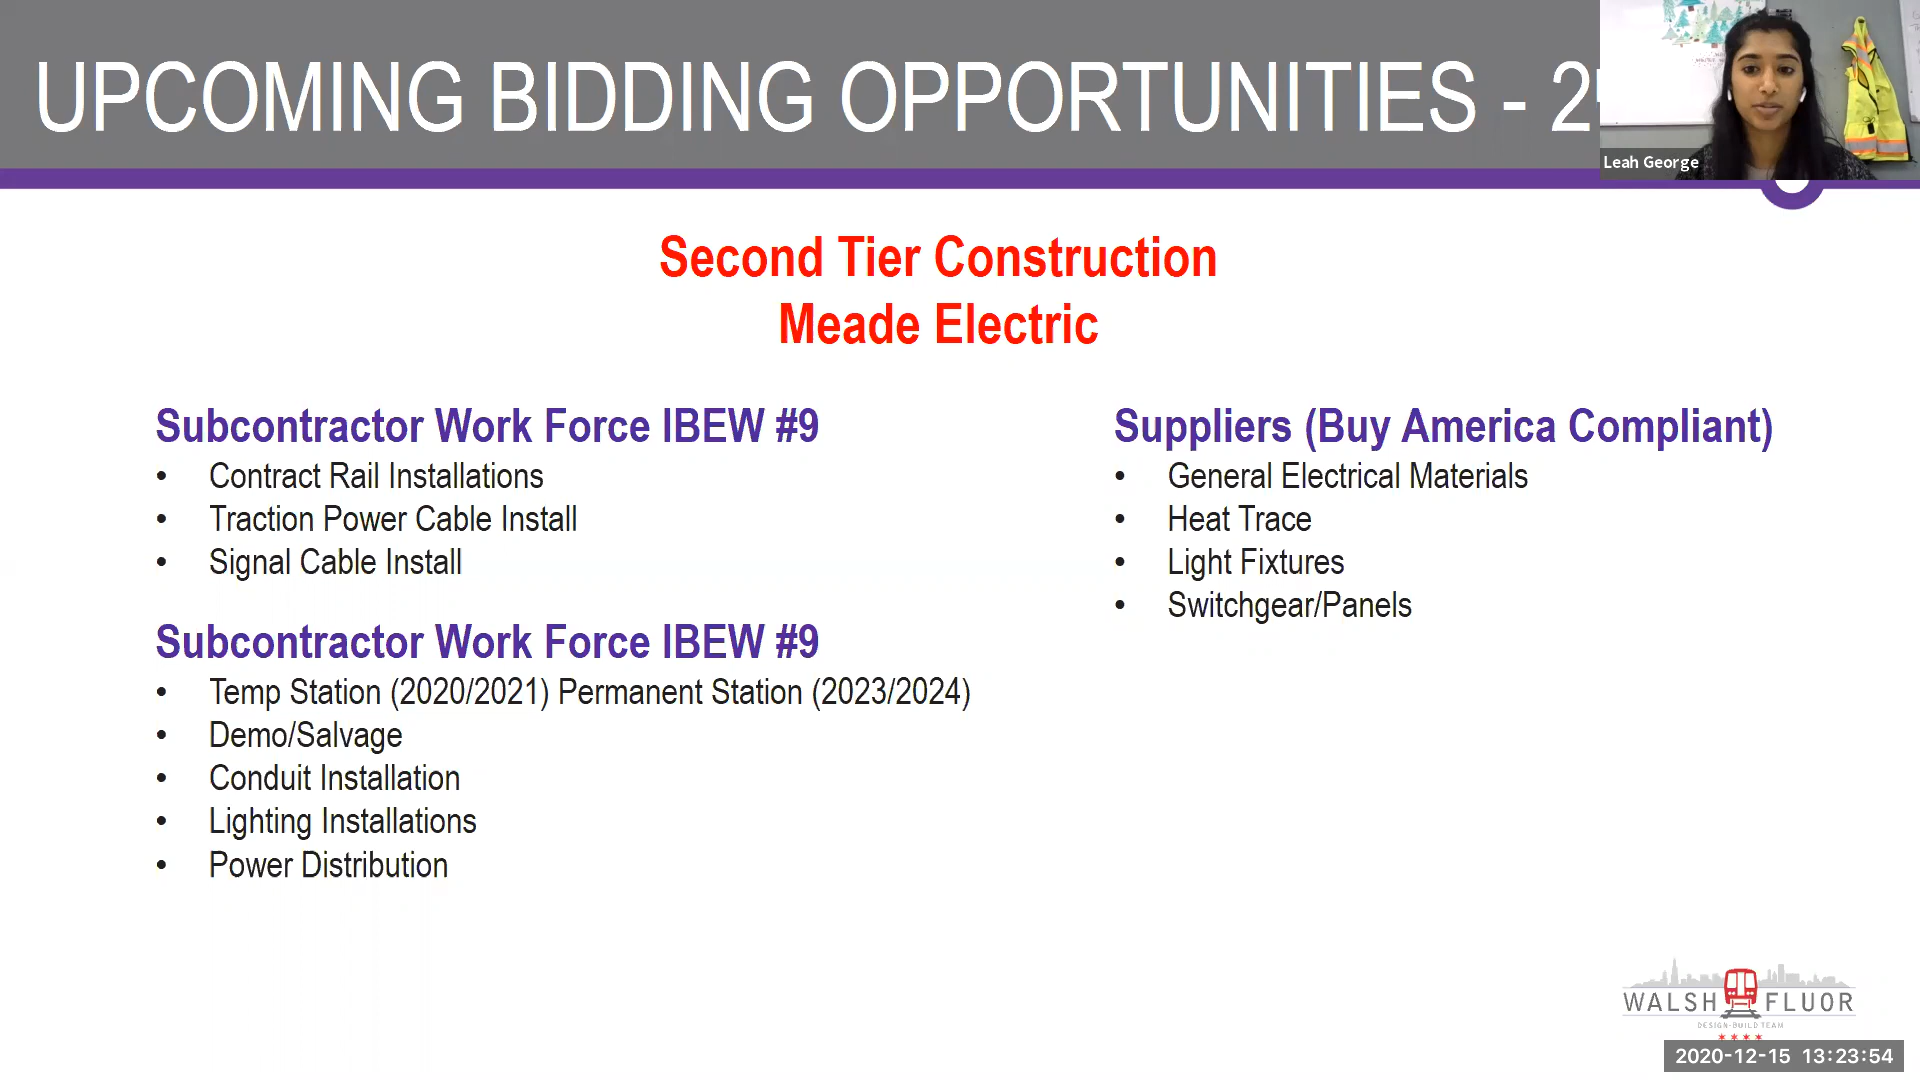 UPCOMING BIDDING OPPORTUNITIES - 2
Leah George
Second Tier Construction
Meade Electric
Subcontractor Work Force IBEW #9
• Contract Rail Installations
• Traction Power Cable Install
• Signal Cable Install
Subcontractor Work Force IBEW #9
• Temp Station (2020/2021) Permanent Station (2023/2024)
• Demo/Salvage
• Conduit Installation
• Lighting Installations
• Power Distribution
Suppliers (Buy America Compliant)
• General Electrical Materials
• Heat Trace
• Light Fixtures
• Switchgear/Panels
WALSH FLUOR
DESIGN-BUILD TEAM
2020-12-15 13:23:54